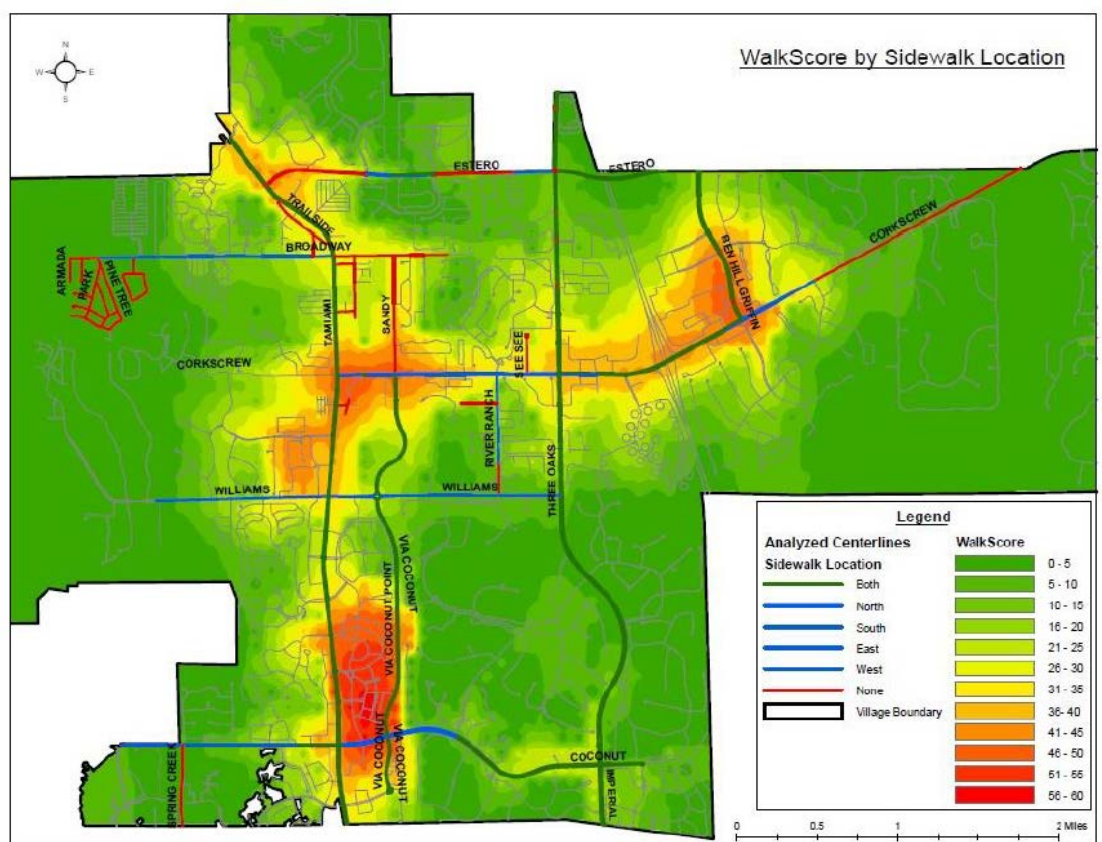 WalkScore by Sidewalk Location
N
W E
S
ESTERO
ESTERO
TRAILSIDE
BROADWAY
CORKSCREW
BEN HILL GRIFFIN
ARMADA
PARK
PINE TREE
TAMIAMI
SANDY
SEE SEE
CORKSCREW
RIVER RANCH
THREE OAKS
WILLIAMS
WILLIAMS
VIA COCONUT
VIA COCONUT POINT
VIA COCONUT
VIA COCONUT
COCONUT
IMPERIAL
SPRING CREEK
Legend
Analyzed Centerlines
Sidewalk Location
Both
North
South
East
West
None
Village Boundary
WalkScore
0 - 5
5 - 10
10 - 15
16 - 20
21 - 25
26 - 30
31 - 35
36- 40
41 - 45
46 - 50
51 - 55
56 - 60
0 0.5 1 2 Miles